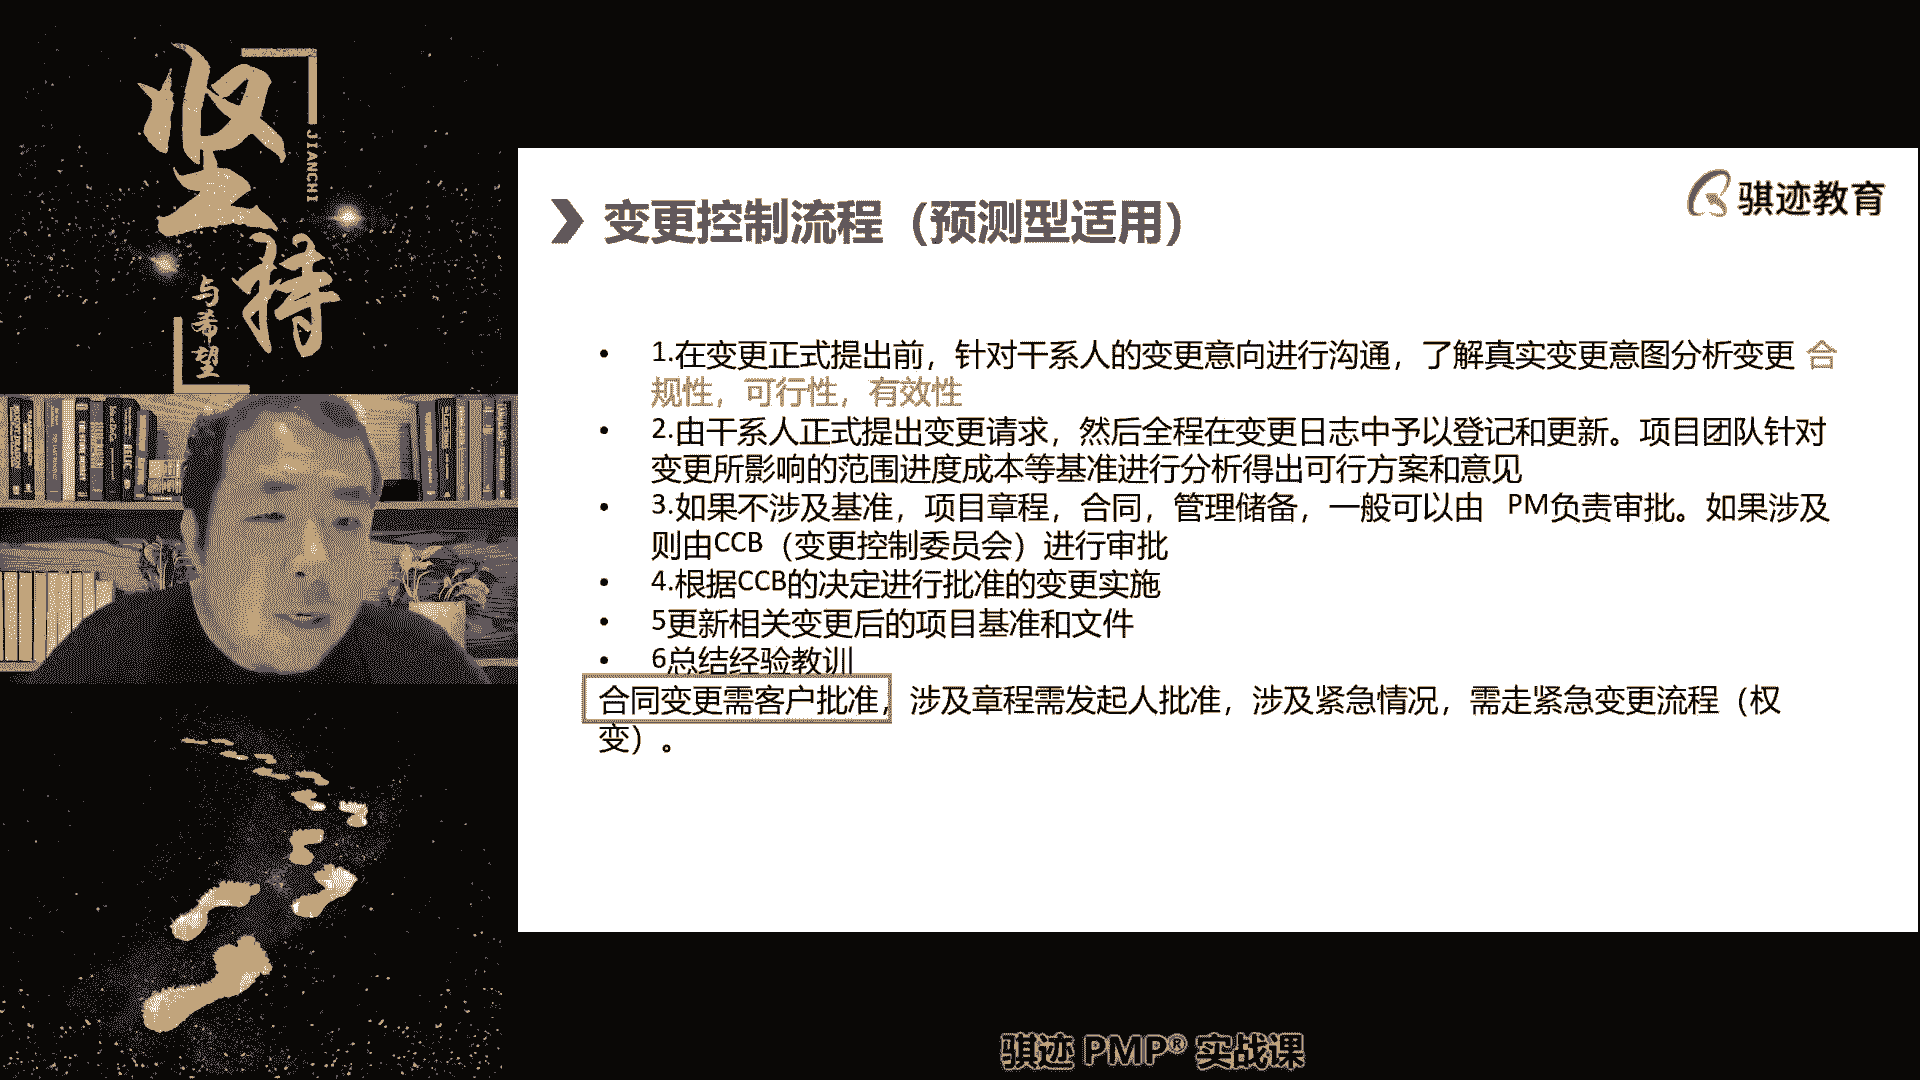 坚持
JIANCHI
与希望
骐迹教育
变更控制流程（预测型适用）
• 1.在变更正式提出前，针对干系人的变更意向进行沟通，了解真实变更意图分析变更 合
规性，可行性，有效性
• 2.由干系人正式提出变更请求，然后全程在变更日志中予以登记和更新。项目团队针对
变更所影响的范围进度成本等基准进行分析得出可行方案和意见
• 3.如果不涉及基准，项目章程，合同，管理储备，一般可以由 PM负责审批。如果涉及
则由CCB（变更控制委员会）进行审批
• 4.根据CCB的决定进行批准的变更实施
• 5更新相关变更后的项目基准和文件
• 6总结经验教训
合同变更需客户批准，涉及章程需发起人批准，涉及紧急情况，需走紧急变更流程（权
变）。
骐迹 PMP® 实战课